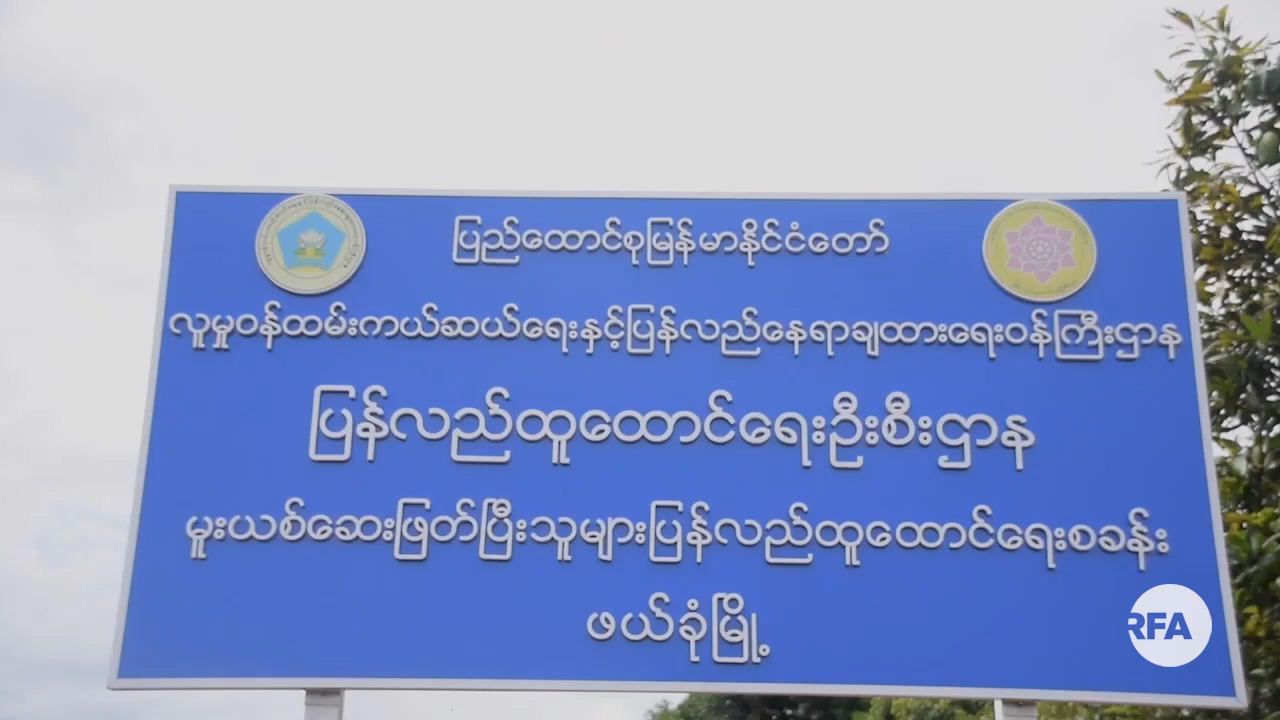 ပြည်ထောင်စုမြန်မာနိုင်ငံတော်
လူမှုဝန်ထမ်းကယ်ဆယ်ရေးနှင့်ပြန်လည်နေရာချထားရေးဝန်ကြီးဌာန
ပြန်လည်ထူထောင်ရေးဦးစီးဌာန
မူးယစ်ဆေးဖြတ်ပြီးသူများပြန်လည်ထူထောင်ရေးစခန်း
ဖယ်ခုံမြို့
RFA